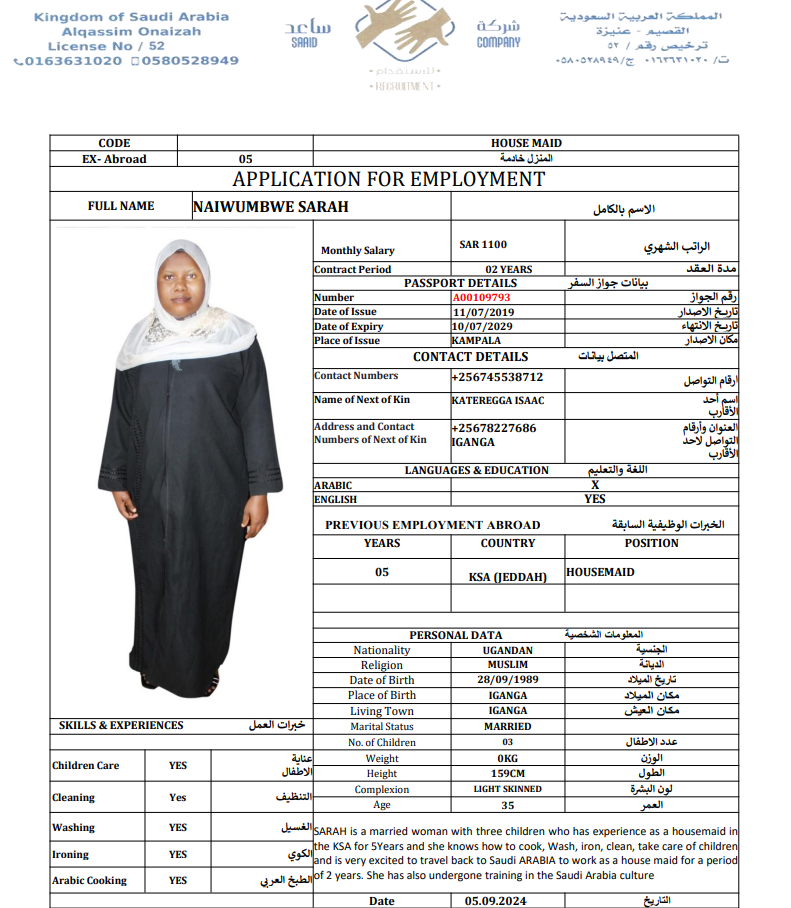 Kingdom of Saudi Arabia
Alqassim Onaizah
License No / 52
0163631020 0580528949
ساعد
SAAID
شركة
COMPANY
للاستقدام
• RECRUITMENT •
المملكة العربية السعودية
القصيم - عنيزة
ترخيص رقم / ٥٢
ت/ ٠١٦٣٦٣١٠٢٠ ج/ ٠٥٨٠٥٢٨٩٤٩
CODE HOUSE MAID
EX- Abroad 05 المنزل خادمة
APPLICATION FOR EMPLOYMENT
FULL NAME NAIWUMBWE SARAH الاسم بالكامل
Monthly Salary SAR 1100 الراتب الشهري
Contract Period 02 YEARS مدة العقد
PASSPORT DETAILS بيانات جواز السفر
Number A00109793 رقم الجواز
Date of Issue 11/07/2019 تاريخ الاصدار
Date of Expiry 10/07/2029 تاريخ الانتهاء
Place of Issue KAMPALA مكان الاصدار
CONTACT DETAILS المتصل بيانات
Contact Numbers +256745538712 ارقام التواصل
Name of Next of Kin KATEREGGA ISAAC اسم أحد
الأقارب
Address and Contact +25678227686 العنوان وأرقام
Numbers of Next of Kin IGANGA التواصل لاحد
الأقارب
LANGUAGES & EDUCATION اللغة والتعليم
ARABIC X
ENGLISH YES
PREVIOUS EMPLOYMENT ABROAD الخبرات الوظيفية السابقة
YEARS COUNTRY POSITION
05 KSA (JEDDAH) HOUSEMAID
PERSONAL DATA المعلومات الشخصية
Nationality UGANDAN الجنسية
Religion MUSLIM الديانة
Date of Birth 28/09/1989 تاريخ الميلاد
Place of Birth IGANGA مكان الميلاد
Living Town IGANGA مكان العيش
Marital Status MARRIED
No. of Children 03 عدد الاطفال
Weight 0KG الوزن
Height 159CM الطول
Complexion LIGHT SKINNED لون البشرة
Age 35 العمر
SKILLS & EXPERIENCES خبرات العمل
Children Care YES عناية
الاطفال
Cleaning Yes التنظيف
Washing YES الغسيل
Ironing YES الكوي
Arabic Cooking YES الطبخ العربي
SARAH is a married woman with three children who has experience as a housemaid in
the KSA for 5Years and she knows how to cook, Wash, iron, clean, take care of children
and is very excited to travel back to Saudi ARABIA to work as a house maid for a period
of 2 years. She has also undergone training in the Saudi Arabia culture
Date 05.09.2024 التاريخ